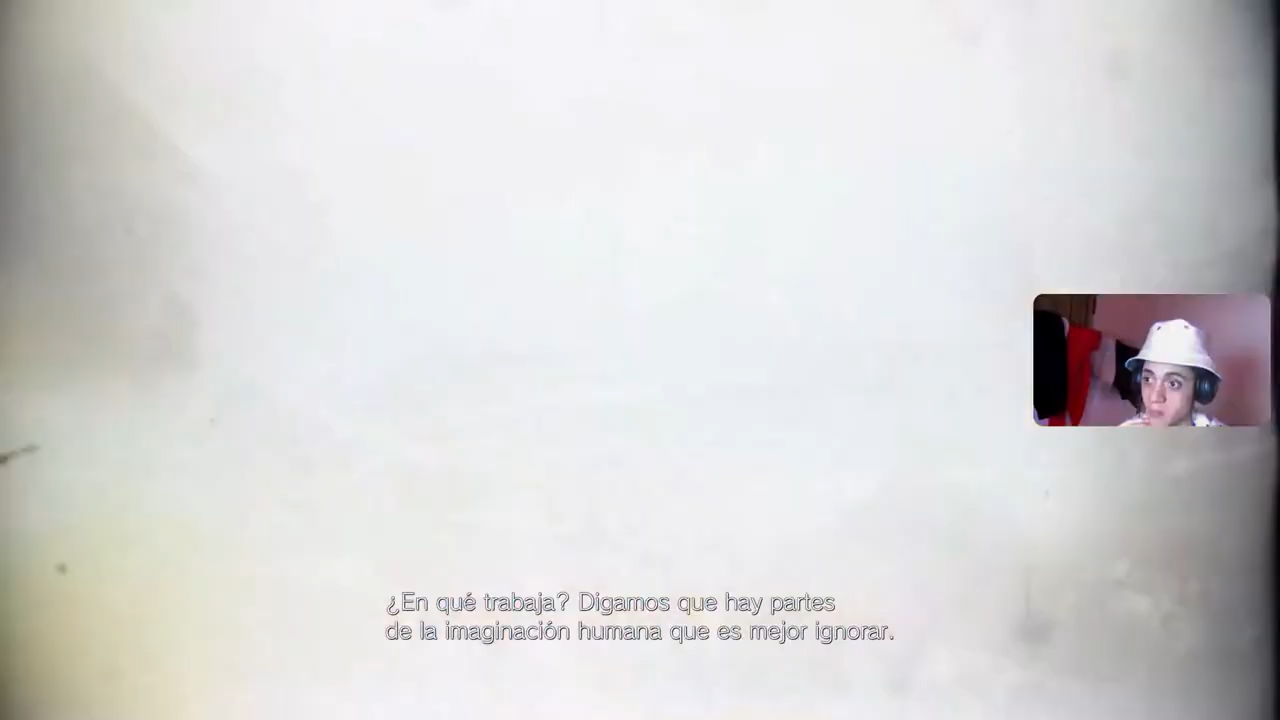 ¿En qué trabaja? Digamos que hay partes
de la imaginación humana que es mejor ignorar.